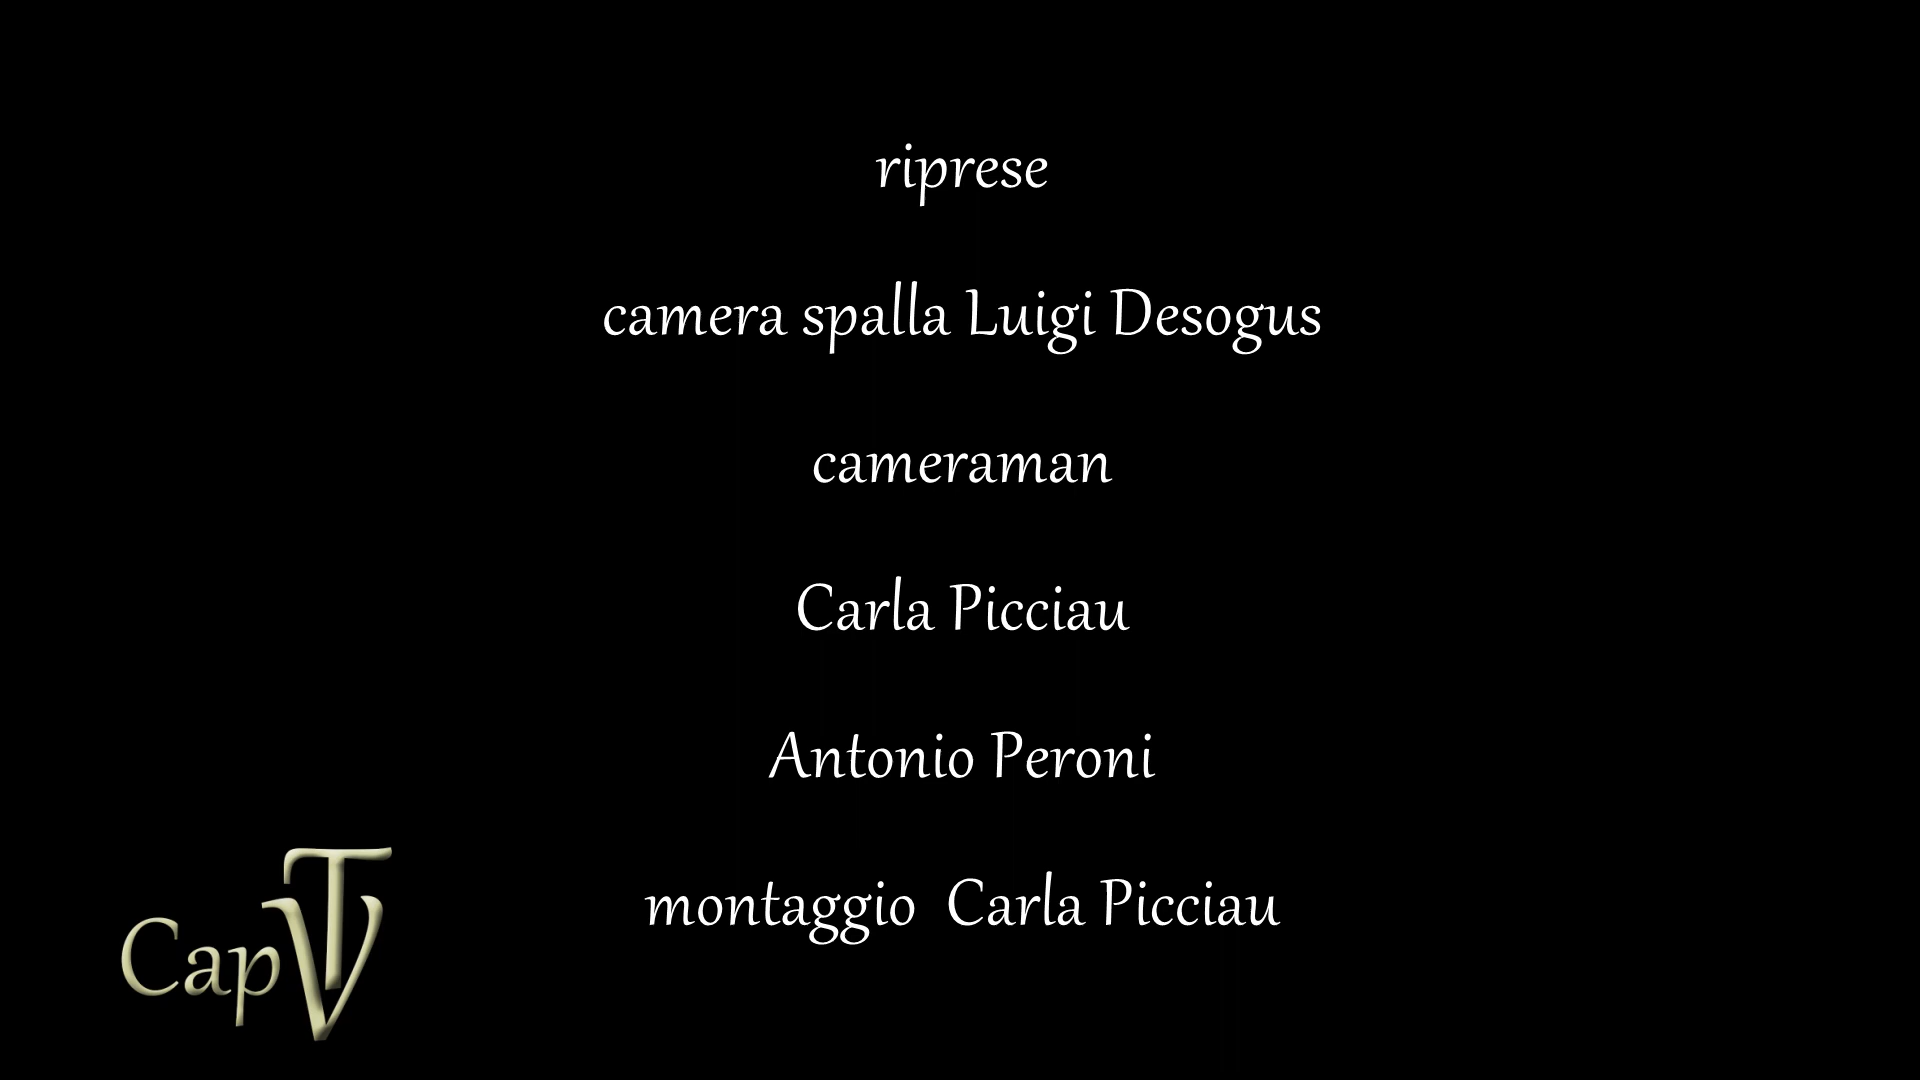 riprese
camera spalla Luigi Desogus
cameraman
Carla Picciau
Antonio Peroni
montaggio  Carla Picciau
CapTV